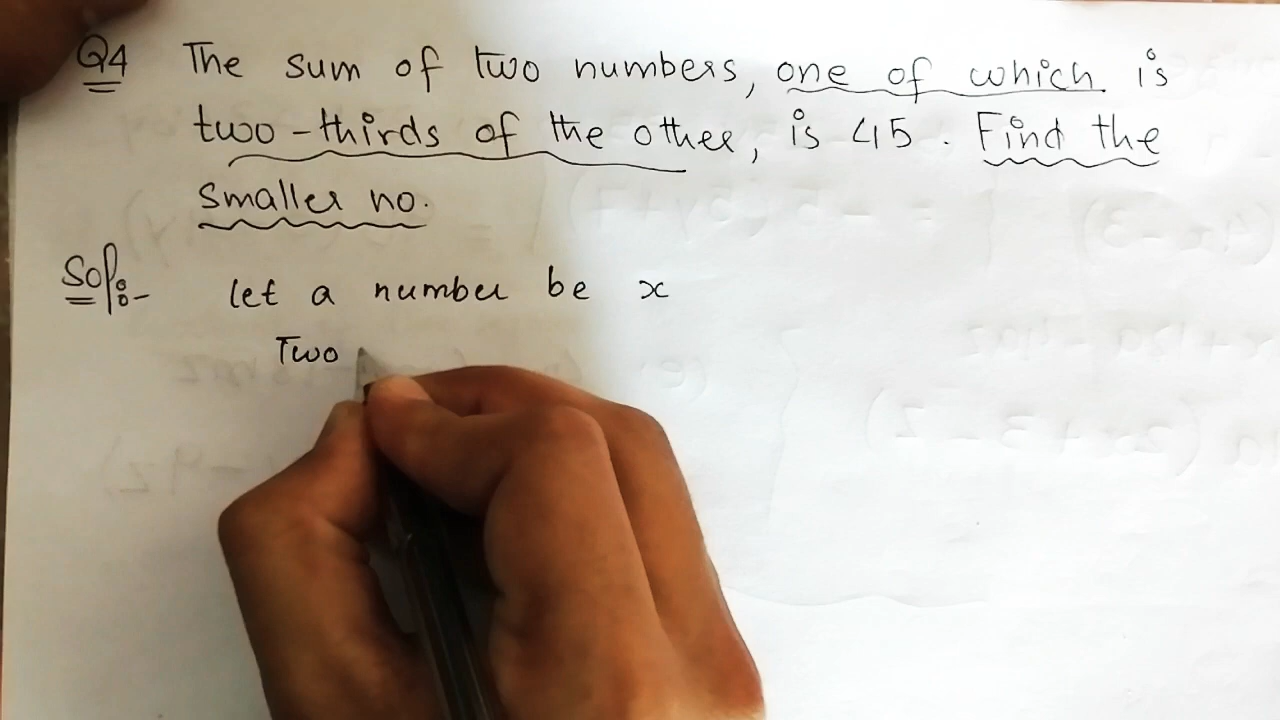 Q4 The sum of two numbers, one of which is
two-thirds of the other, is 45. Find the
smaller no.
Sol:- let a number be x
Two